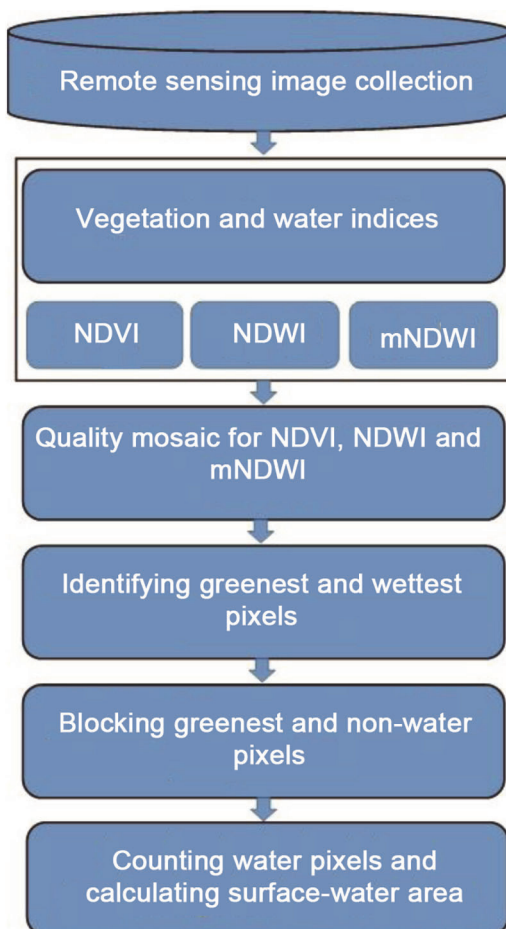 Remote sensing image collection
Vegetation and water indices
NDVI
NDWI
mNDWI
Quality mosaic for NDVI, NDWI and
mNDWI
Identifying greenest and wettest
pixels
Blocking greenest and non-water
pixels
Counting water pixels and
calculating surface-water area